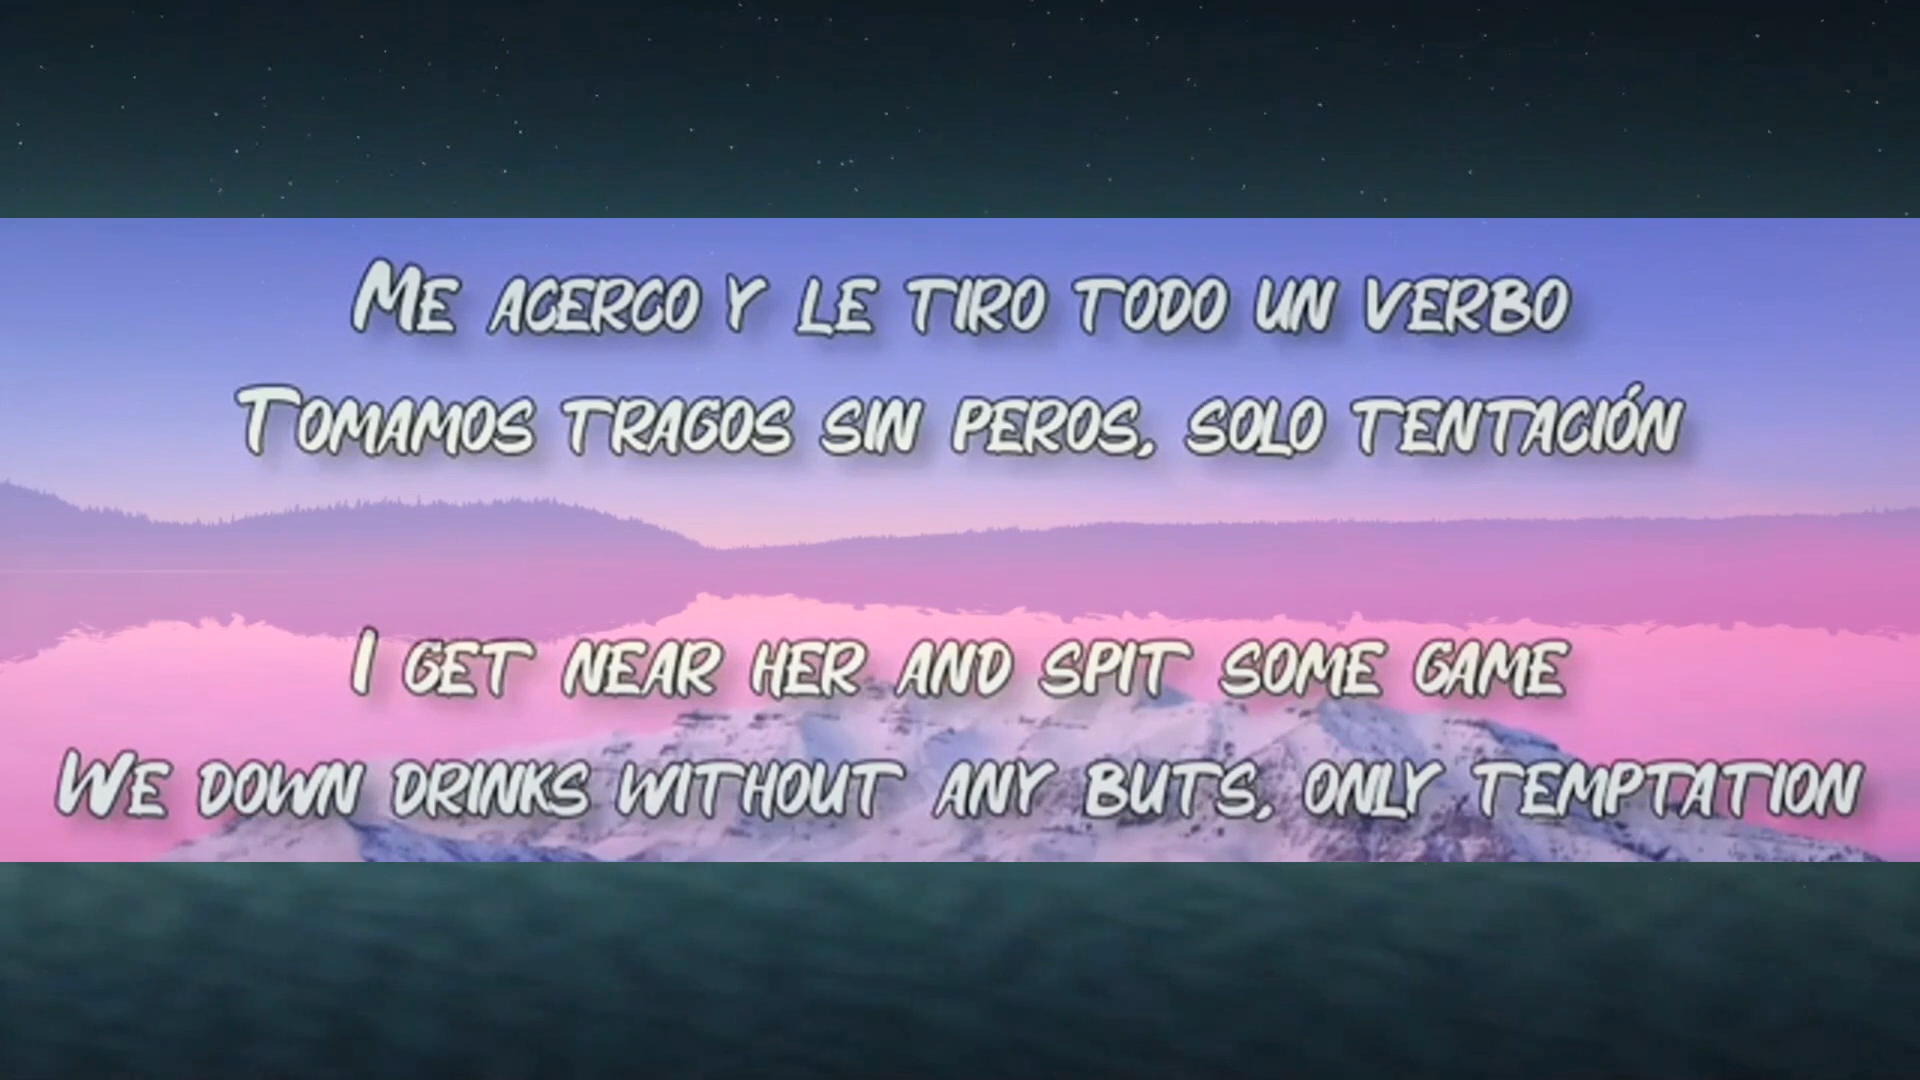 Me acerco y le tiro todo un verbo
Tomamos tragos sin peros, solo tentación
I get near her and spit some game
We down drinks without any buts, only temptation